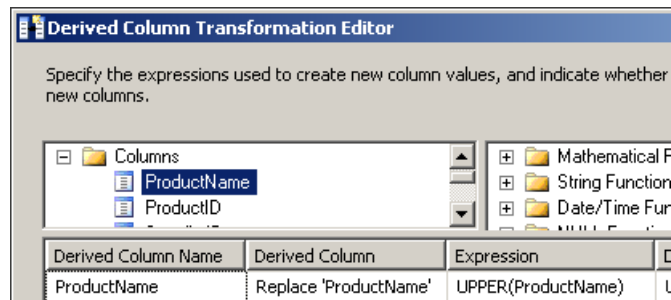 Derived Column Transformation Editor
Specify the expressions used to create new column values, and indicate whether
new columns.
Columns
ProductName
ProductID
Mathematical F
String Function
Date/Time Fun
Derived Column Name Derived Column Expression D
ProductName Replace 'ProductName' UPPER(ProductName)